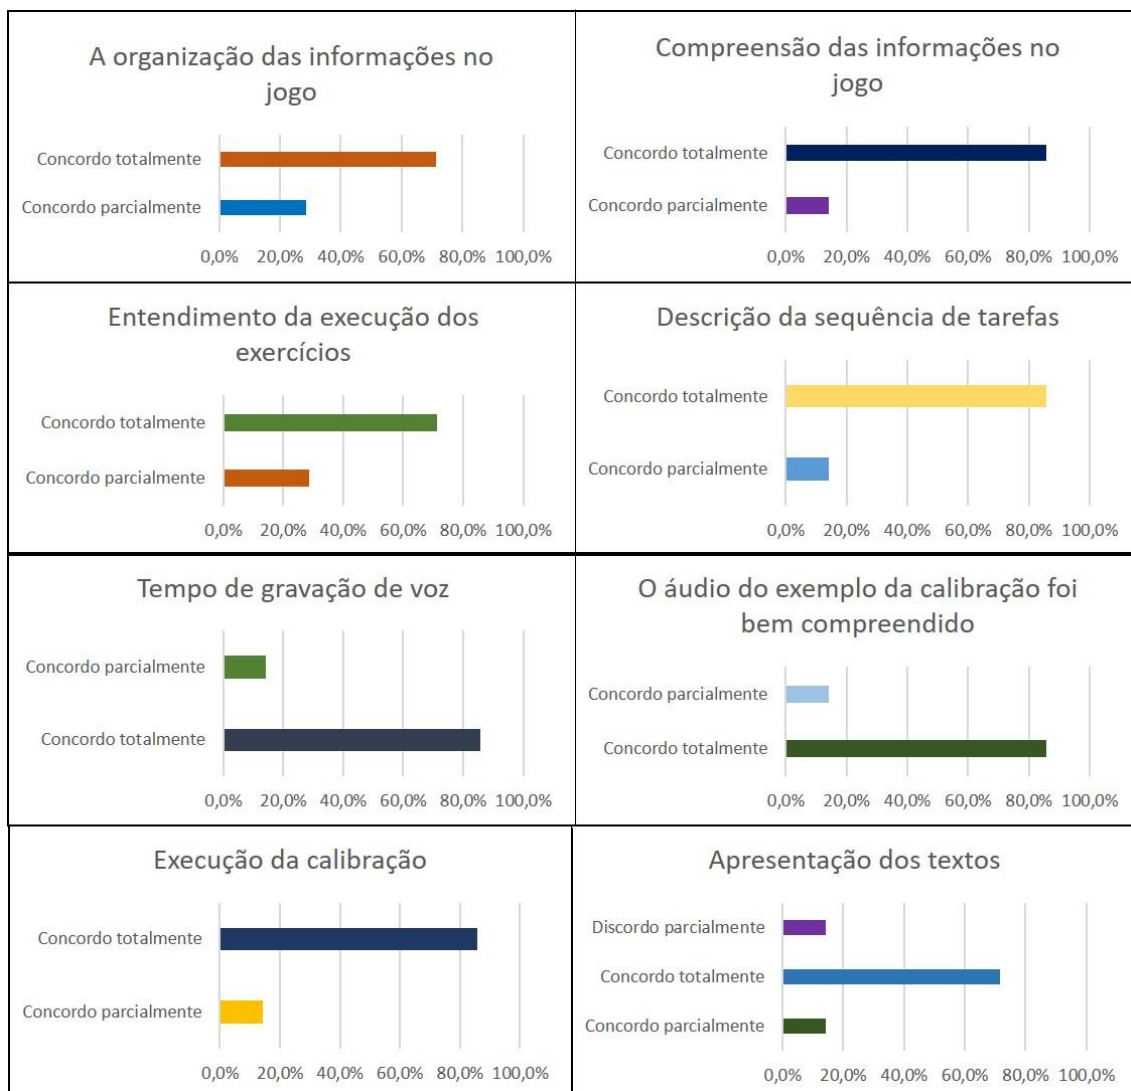 A organização das informações no
jogo
Concordo totalmente
Concordo parcialmente
0,0% 20,0% 40,0% 60,0% 80,0% 100,0%
Compreensão das informações no
jogo
Concordo totalmente
Concordo parcialmente
0,0% 20,0% 40,0% 60,0% 80,0% 100,0%
Entendimento da execução dos
exercícios
Concordo totalmente
Concordo parcialmente
0,0% 20,0% 40,0% 60,0% 80,0% 100,0%
Descrição da sequência de tarefas
Concordo totalmente
Concordo parcialmente
0,0% 20,0% 40,0% 60,0% 80,0% 100,0%
Tempo de gravação de voz
Concordo parcialmente
Concordo totalmente
0,0% 20,0% 40,0% 60,0% 80,0% 100,0%
O áudio do exemplo da calibração foi
bem compreendido
Concordo parcialmente
Concordo totalmente
0,0% 20,0% 40,0% 60,0% 80,0% 100,0%
Execução da calibração
Concordo totalmente
Concordo parcialmente
0,0% 20,0% 40,0% 60,0% 80,0% 100,0%
Apresentação dos textos
Discordo parcialmente
Concordo totalmente
Concordo parcialmente
0,0% 20,0% 40,0% 60,0% 80,0% 100,0%